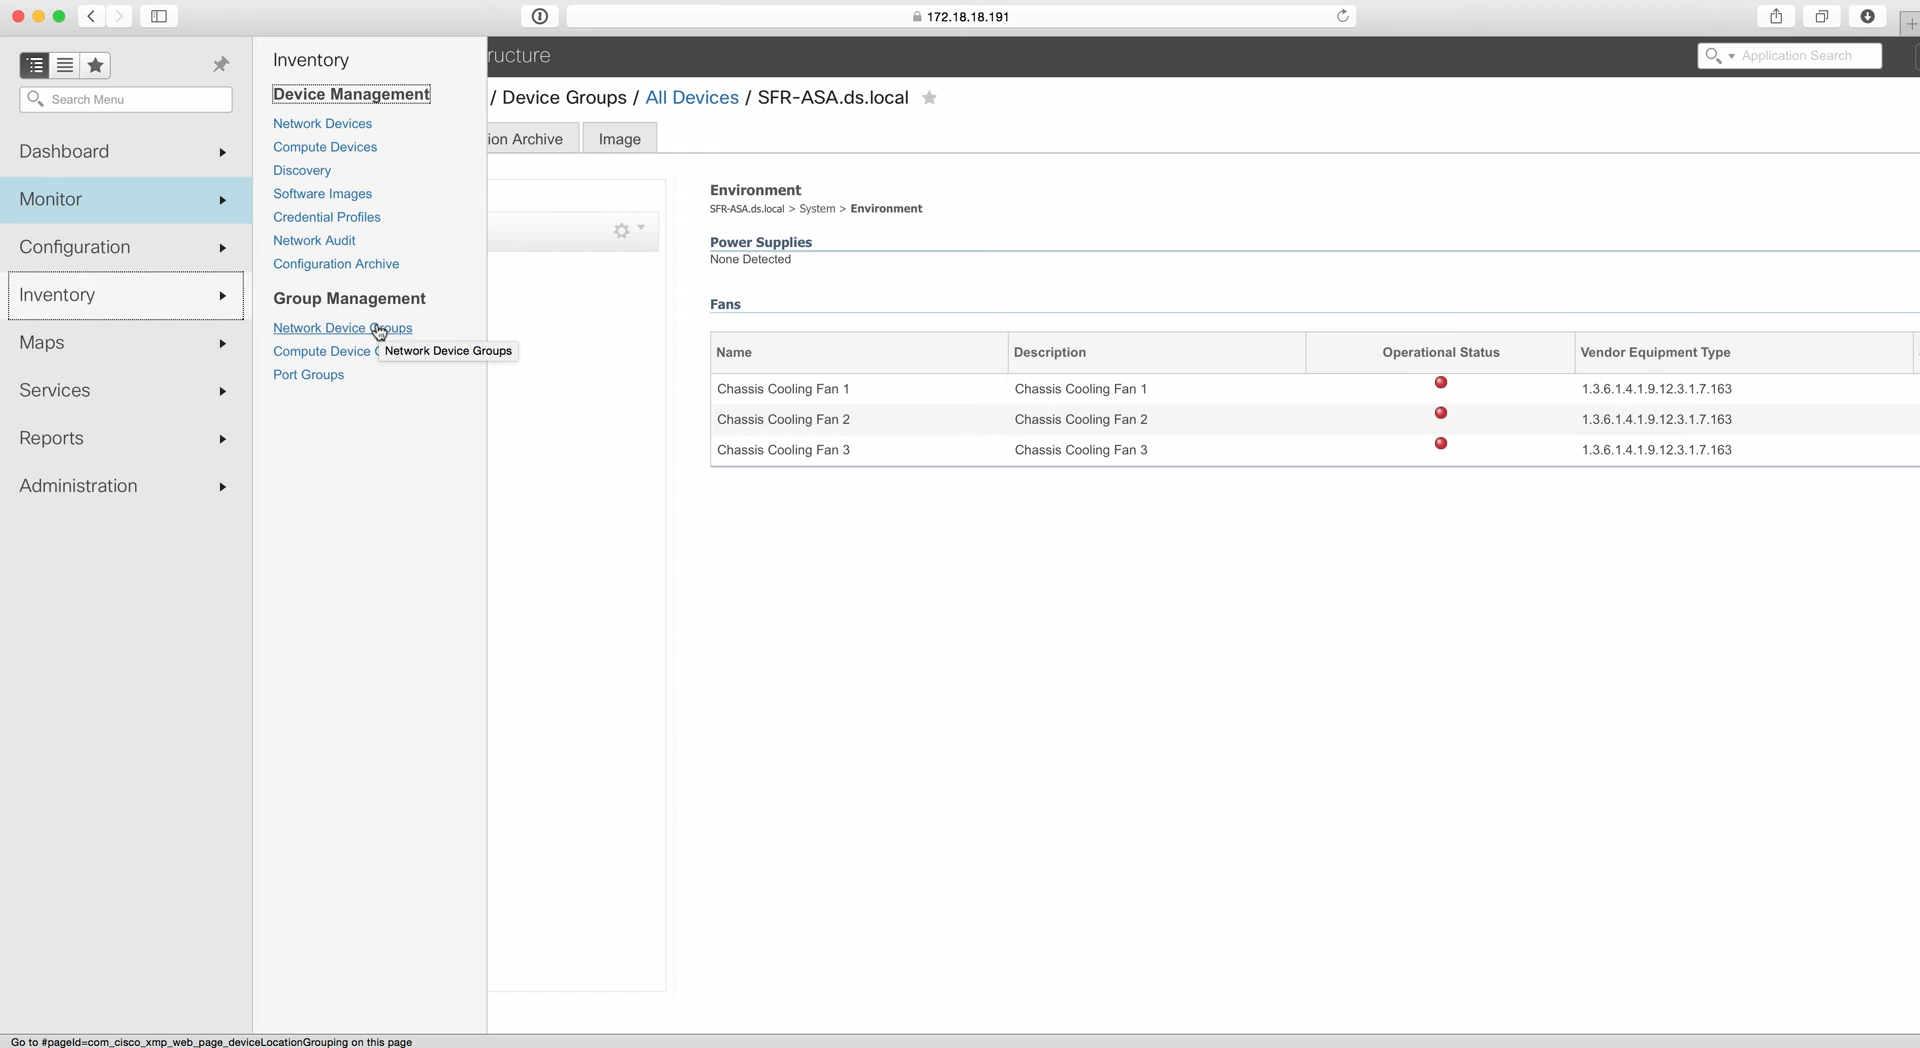 172.18.18.191
Search Menu
Dashboard
Monitor
Configuration
Inventory
Maps
Services
Reports
Administration
Inventory
Device Management
Network Devices
Compute Devices
Discovery
Software Images
Credential Profiles
Network Audit
Configuration Archive
Group Management
Network Device Groups
Compute Device
Network Device Groups
Port Groups
ructure
Application Search
/ Device Groups / All Devices / SFR-ASA.ds.local
ion Archive
Image
Environment
SFR-ASA.ds.local > System > Environment
Power Supplies
None Detected
Fans
Name Description Operational Status Vendor Equipment Type
Chassis Cooling Fan 1 Chassis Cooling Fan 1 1.3.6.1.4.1.9.12.3.1.7.163
Chassis Cooling Fan 2 Chassis Cooling Fan 2 1.3.6.1.4.1.9.12.3.1.7.163
Chassis Cooling Fan 3 Chassis Cooling Fan 3 1.3.6.1.4.1.9.12.3.1.7.163
Go to #pageId=com_cisco_xmp_web_page_deviceLocationGrouping on this page